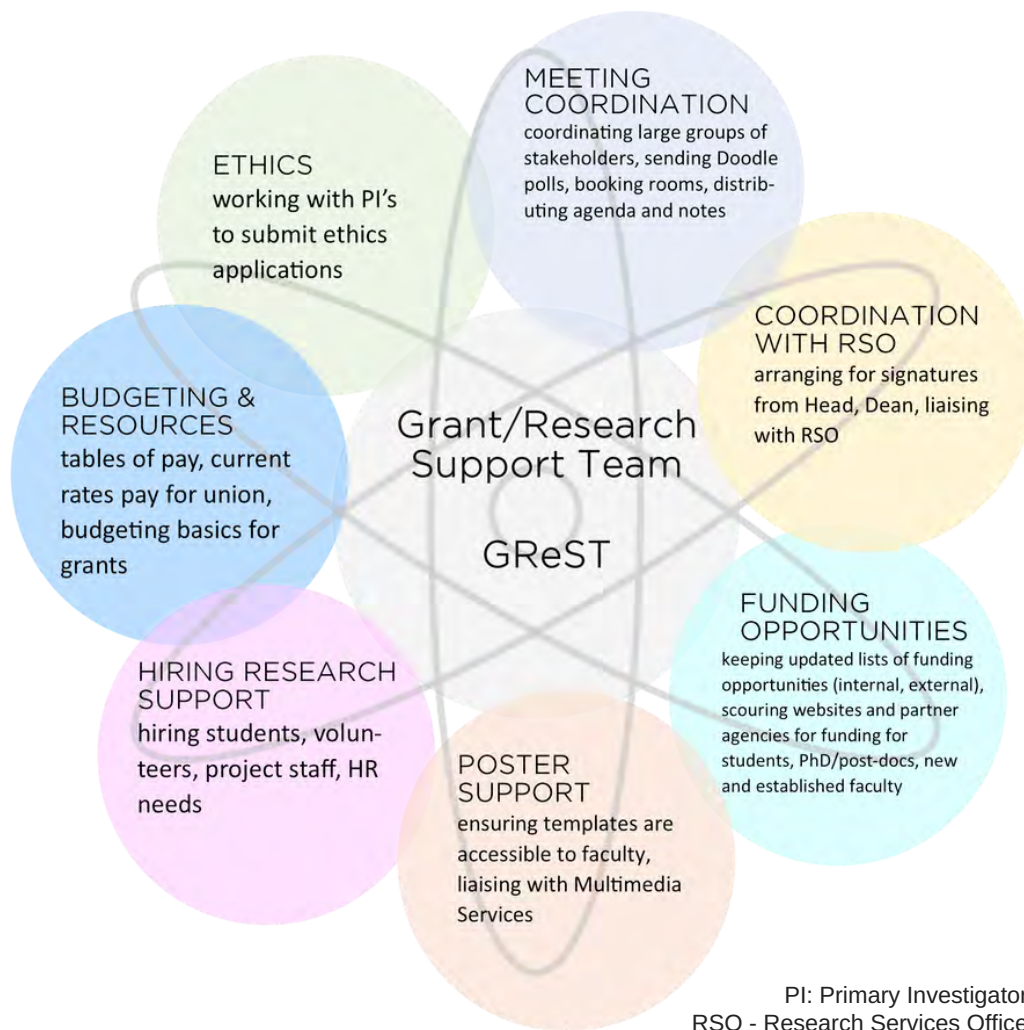 MEETING
COORDINATION
coordinating large groups of
stakeholders, sending Doodle
polls, booking rooms, distrib-
uting agenda and notes
ETHICS
working with PI's
to submit ethics
applications
COORDINATION
WITH RSO
arranging for signatures
from Head, Dean, liaising
with RSO
BUDGETING &
RESOURCES
tables of pay, current
rates pay for union,
budgeting basics for
grants
Grant/Research
Support Team
GReST
FUNDING
OPPORTUNITIES
keeping updated lists of funding
opportunities (internal, external),
scouring websites and partner
agencies for funding for
students, PhD/post-docs, new
and established faculty
HIRING RESEARCH
SUPPORT
hiring students, volun-
teers, project staff, HR
needs
POSTER
SUPPORT
ensuring templates are
accessible to faculty,
liaising with Multimedia
Services
PI: Primary Investigator
RSO - Research Services Office